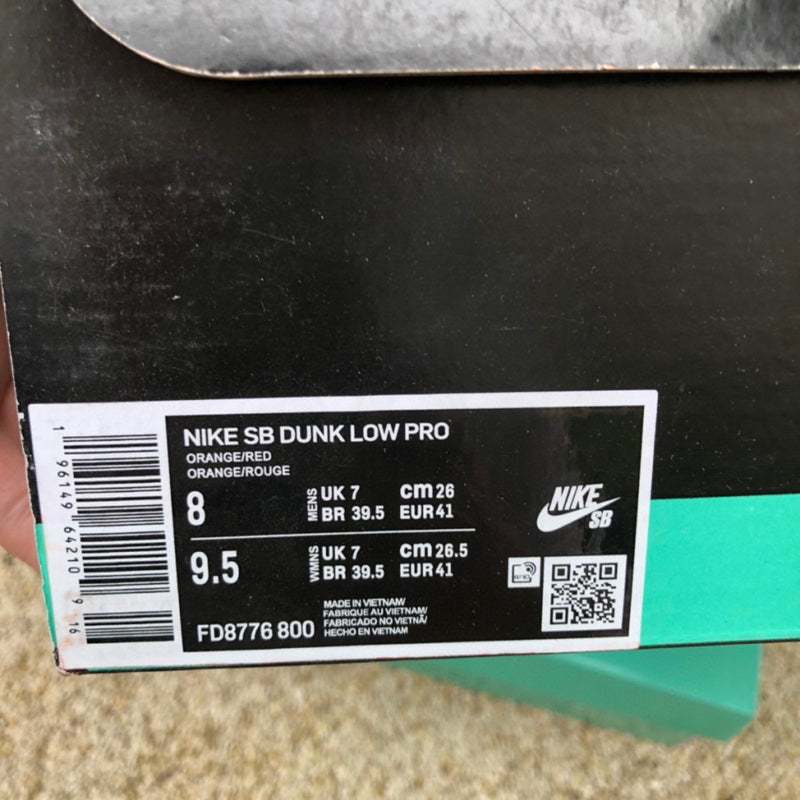 NIKE SB DUNK LOW PRO
ORANGE/RED
ORANGE/ROUGE
8
MENS
UK 7 cm 26
BR 39.5 EUR 41
9.5
WMNS
UK 7 cm 26.5
BR 39.5 EUR 41
FD8776 800
MADE IN VIETNAM/
FABRIQUE AU VIETNAM/
FABRICADO NO VIETNÃ/
HECHO EN VIETNAM
NIKE
SB
1 96149 64210 9 16